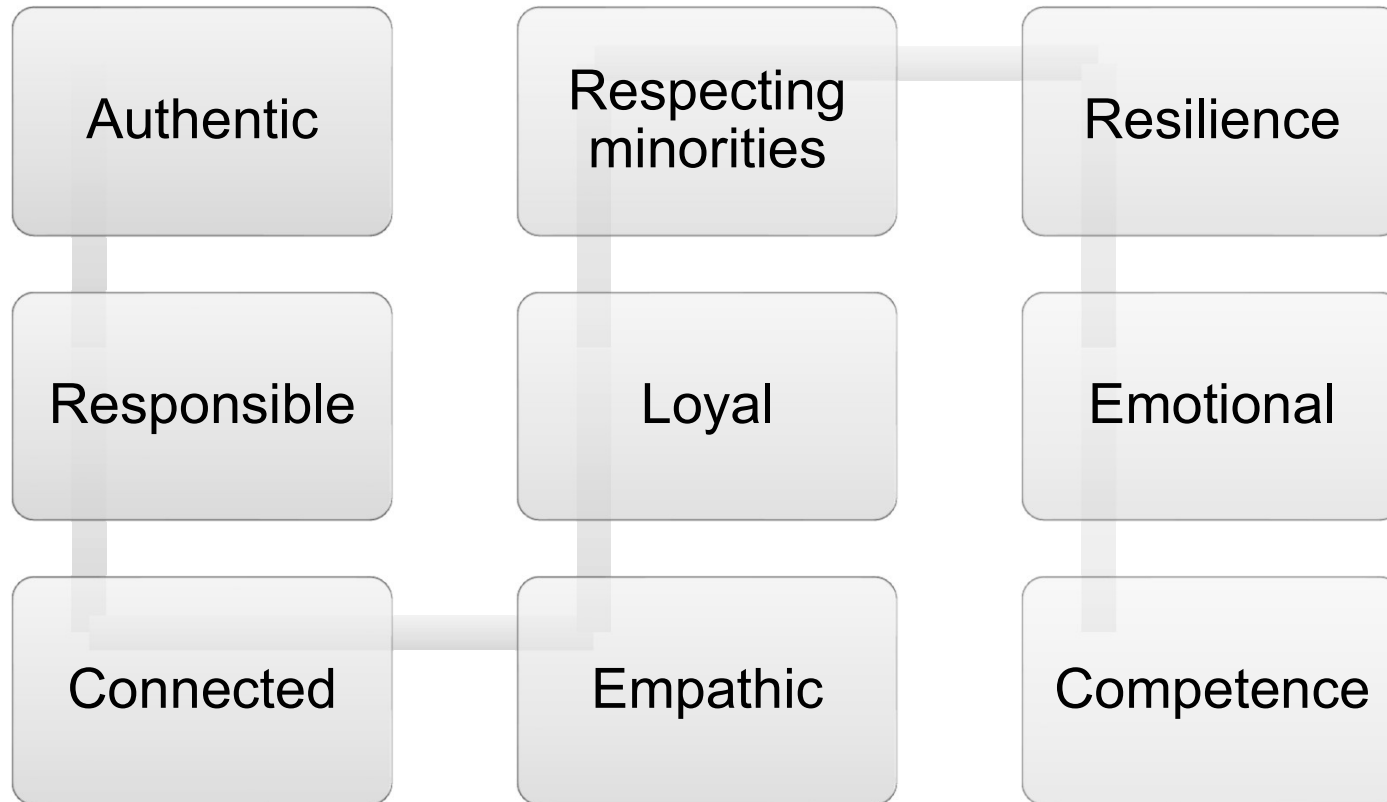 Authentic
Responsible
Connected
Empathic
Loyal
Respecting
minorities
Resilience
Emotional
Competence